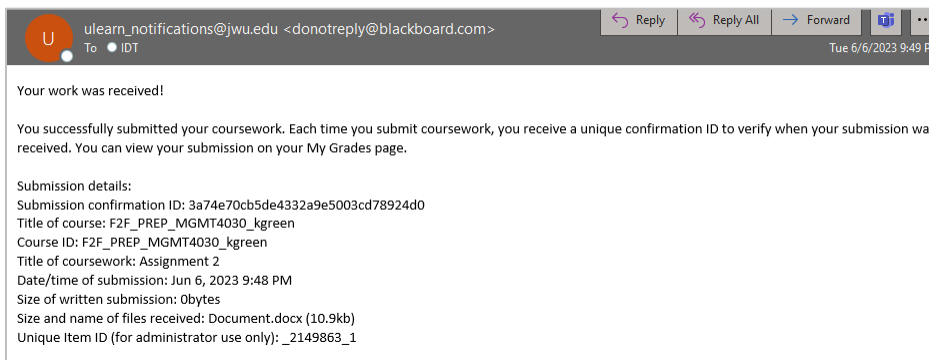 U
ulearn_notifications@jwu.edu <donotreply@blackboard.com>
Reply
Reply All
Forward
To IDT
Tue 6/6/2023 9:49
Your work was received!
You successfully submitted your coursework. Each time you submit coursework, you receive a unique confirmation ID to verify when your submission wa
received. You can view your submission on your My Grades page.
Submission details:
Submission confirmation ID: 3a74e70cb5de4332a9e5003cd78924d0
Title of course: F2F_PREP_MGMT4030_kgreen
Course ID: F2F_PREP_MGMT4030_kgreen
Title of coursework: Assignment 2
Date/time of submission: Jun 6, 2023 9:48 PM
Size of written submission: 0bytes
Size and name of files received: Document.docx (10.9kb)
Unique Item ID (for administrator use only): _2149863_1